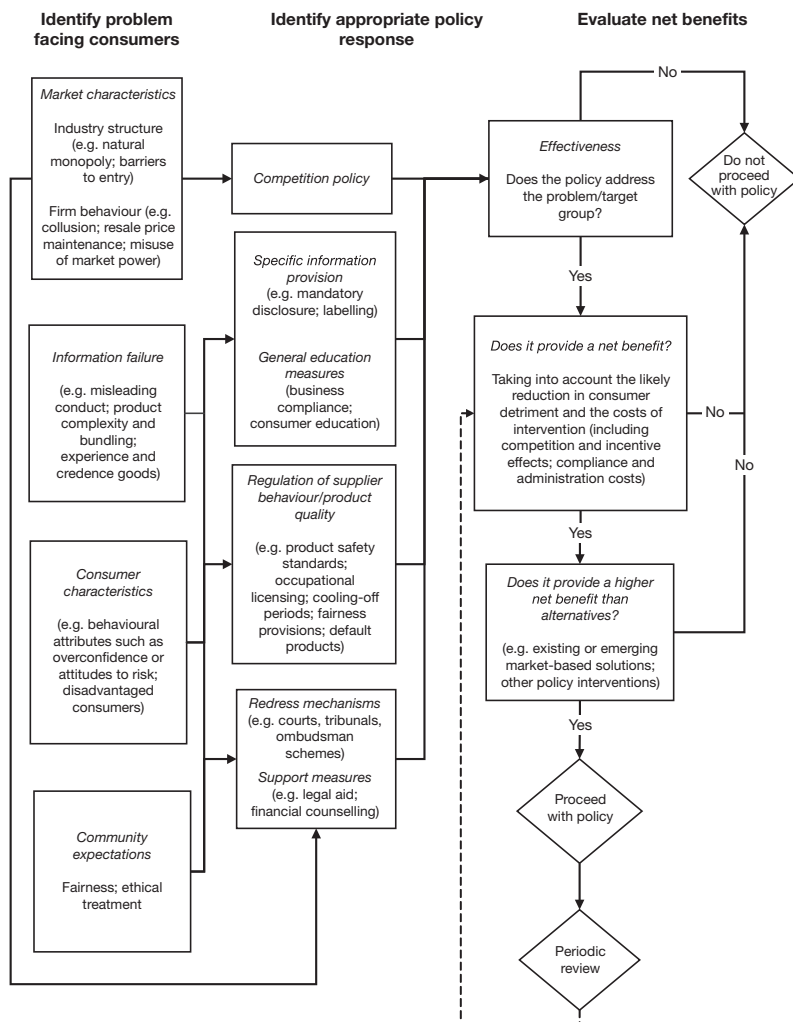 Identify problem
facing consumers
Identify appropriate policy
response
Evaluate net benefits
Market characteristics
Industry structure
(e.g. natural
monopoly; barriers
to entry)
Firm behaviour (e.g.
collusion; resale price
maintenance; misuse
of market power)
Information failure
(e.g. misleading
conduct; product
complexity and
bundling;
experience and
credence goods)
Consumer
characteristics
(e.g. behavioural
attributes such as
overconfidence or
attitudes to risk;
disadvantaged
consumers)
Community
expectations
Fairness; ethical
treatment
Competition policy
Specific information
provision
(e.g. mandatory
disclosure; labelling)
General education
measures
(business
compliance;
consumer education)
Regulation of supplier
behaviour/product
quality
(e.g. product safety
standards;
occupational
licensing; cooling-off
periods; fairness
provisions; default
products)
Redress mechanisms
(e.g. courts, tribunals,
ombudsman
schemes)
Support measures
(e.g. legal aid;
financial counselling)
No
Effectiveness
Does the policy address
the problem/target
group?
Do not
proceed
with policy
Yes
Does it provide a net benefit?
Taking into account the likely
reduction in consumer
detriment and the costs of
intervention (including
competition and incentive
effects; compliance and
administration costs)
No
No
Yes
Does it provide a higher
net benefit than
alternatives?
(e.g. existing or emerging
market-based solutions;
other policy interventions)
Yes
Proceed
with policy
Periodic
review